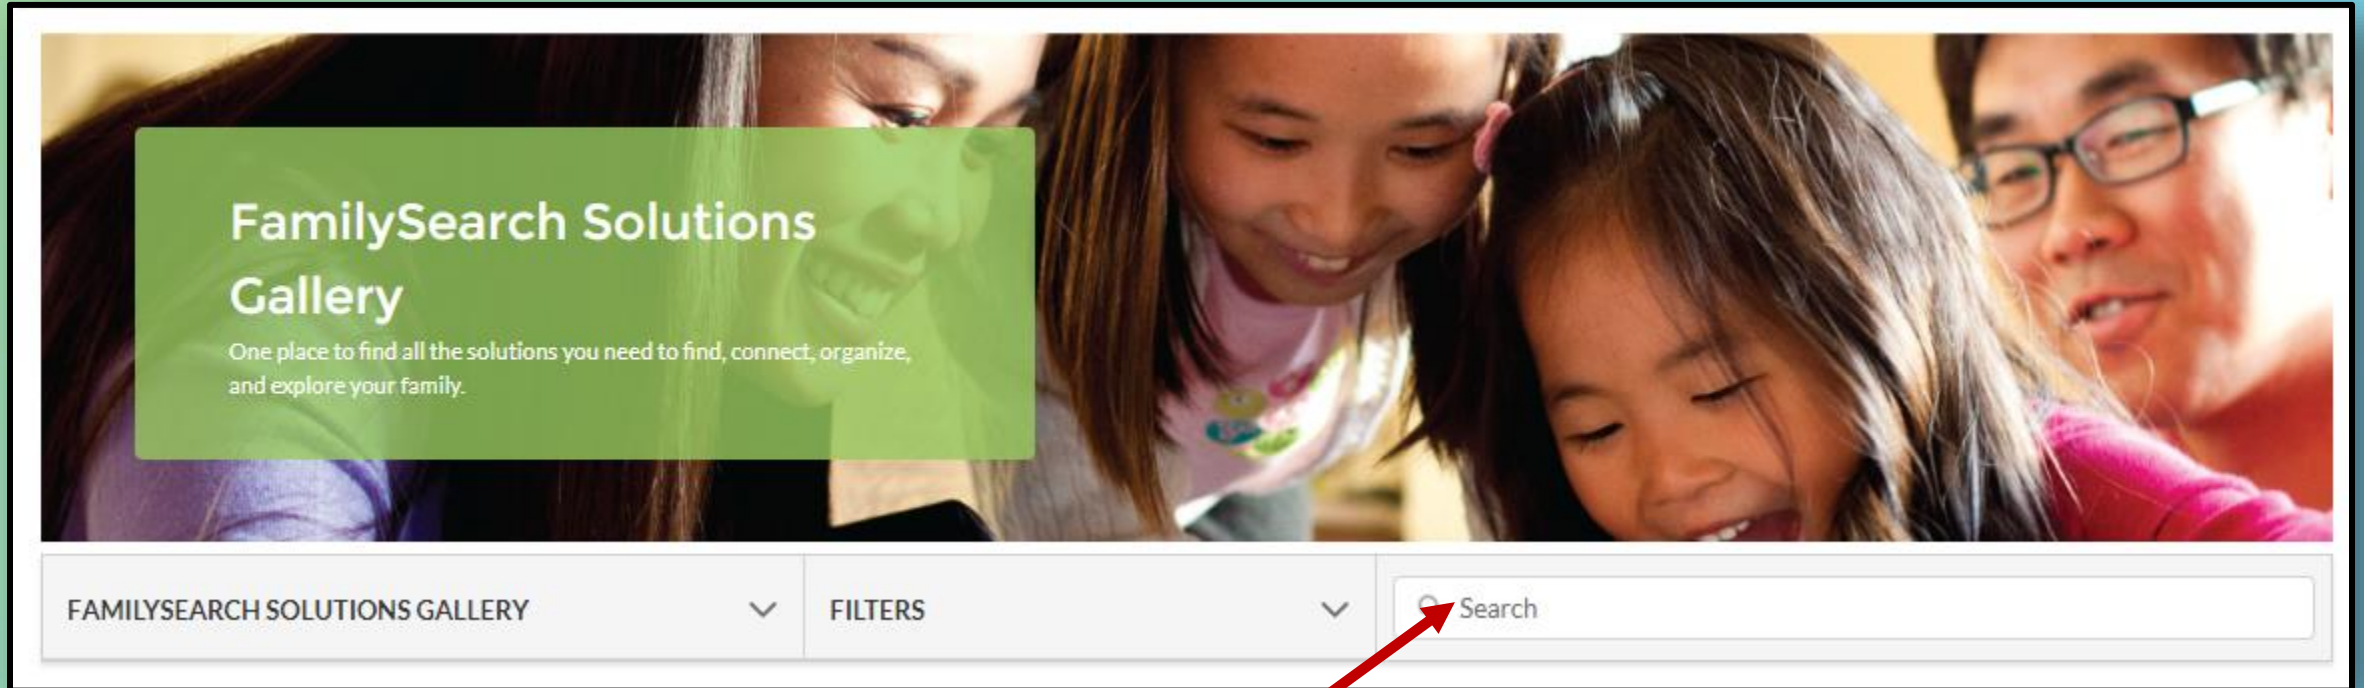 FamilySearch Solutions
Gallery
One place to find all the solutions you need to find, connect, organize,
and explore your family.
FAMILYSEARCH SOLUTIONS GALLERY
FILTERS
Search